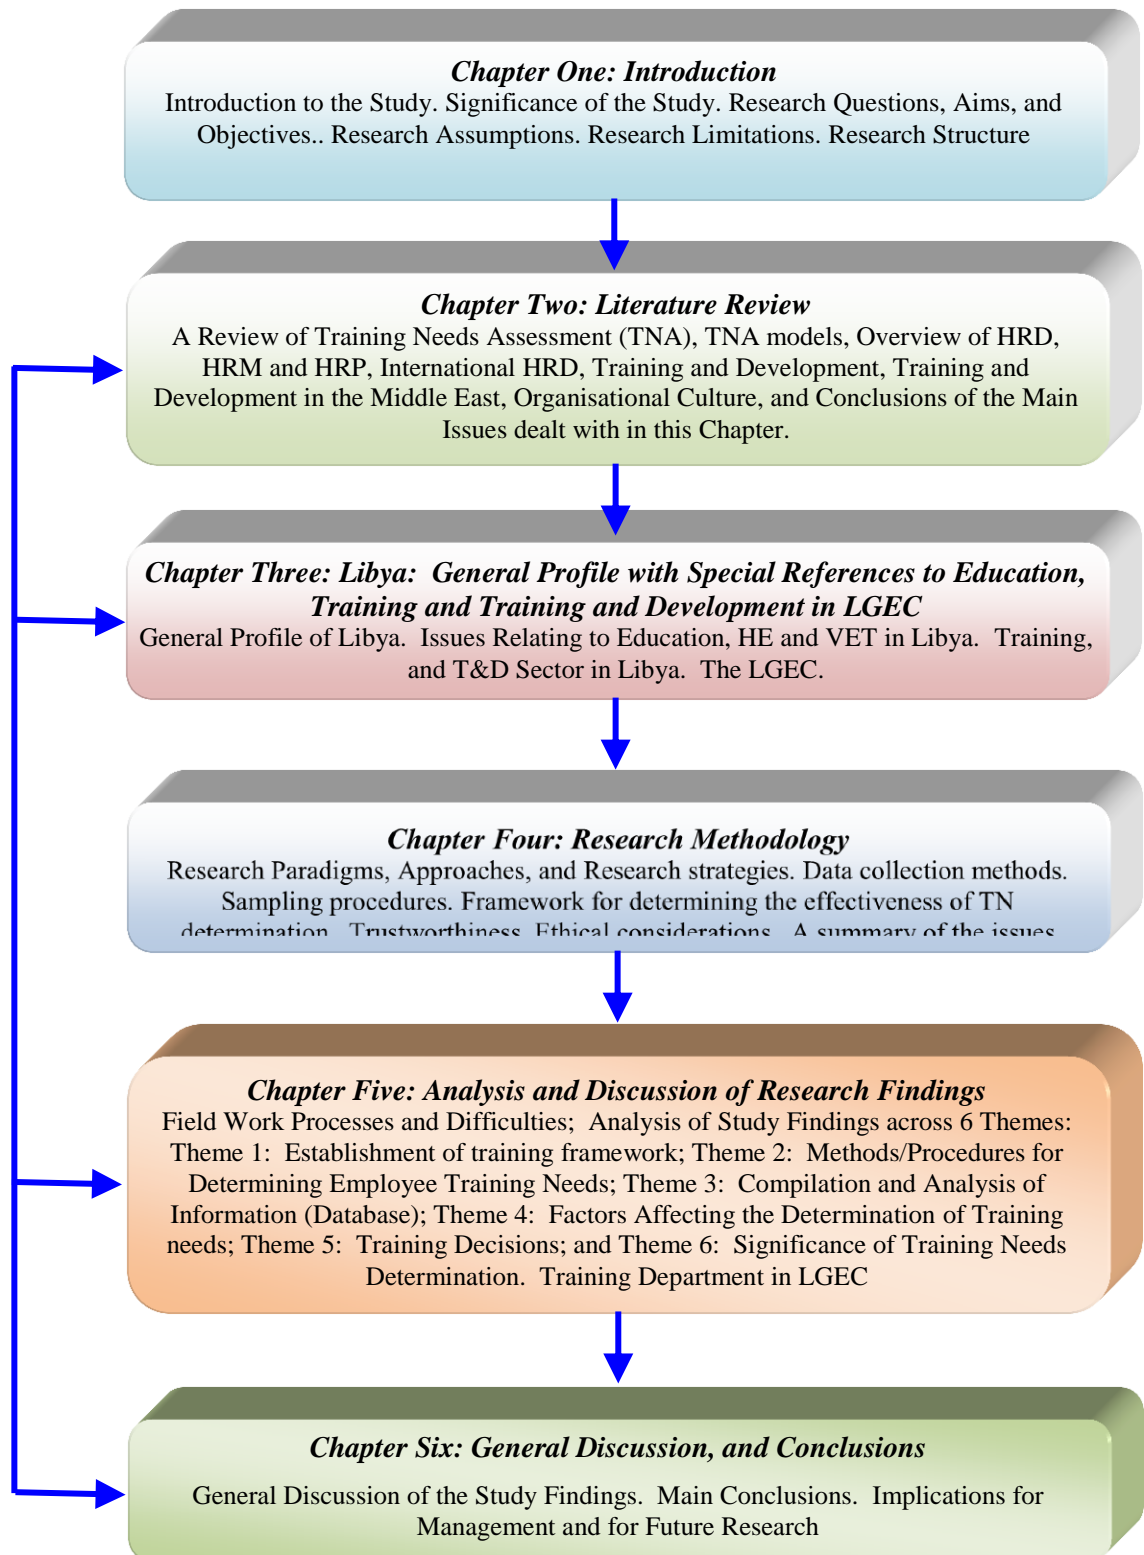 Chapter One: Introduction
Introduction to the Study. Significance of the Study. Research Questions, Aims, and
Objectives.. Research Assumptions. Research Limitations. Research Structure
Chapter Two: Literature Review
A Review of Training Needs Assessment (TNA), TNA models, Overview of HRD,
HRM and HRP, International HRD, Training and Development, Training and
Development in the Middle East, Organisational Culture, and Conclusions of the Main
Issues dealt with in this Chapter.
Chapter Three: Libya: General Profile with Special References to Education,
Training and Training and Development in LGEC
General Profile of Libya. Issues Relating to Education, HE and VET in Libya. Training,
and T&D Sector in Libya. The LGEC.
Chapter Four: Research Methodology
Research Paradigms, Approaches, and Research strategies. Data collection methods.
Sampling procedures. Framework for determining the effectiveness of TN
determination. Trustworthiness. Ethical considerations. A summary of the issues
Chapter Five: Analysis and Discussion of Research Findings
Field Work Processes and Difficulties; Analysis of Study Findings across 6 Themes:
Theme 1: Establishment of training framework; Theme 2: Methods/Procedures for
Determining Employee Training Needs; Theme 3: Compilation and Analysis of
Information (Database); Theme 4: Factors Affecting the Determination of Training
needs; Theme 5: Training Decisions; and Theme 6: Significance of Training Needs
Determination. Training Department in LGEC
Chapter Six: General Discussion, and Conclusions
General Discussion of the Study Findings. Main Conclusions. Implications for
Management and for Future Research